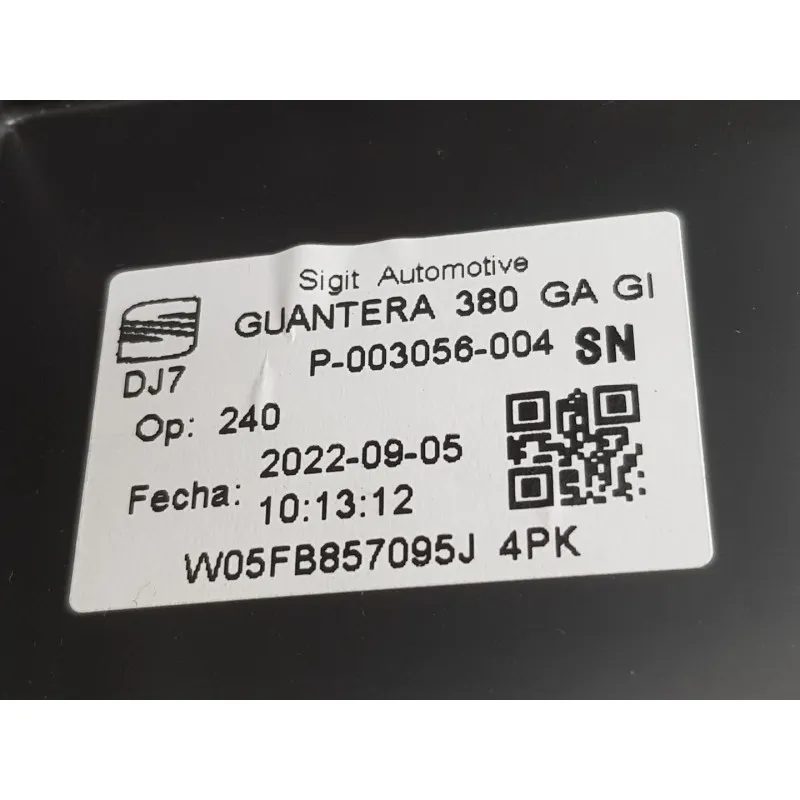 Sigit Automotive
GUANTERA 380 GA GI
P-003056-004 SN
DJ7
Op: 240
2022-09-05
Fecha:
10:13:12
W05FB857095J 4PK